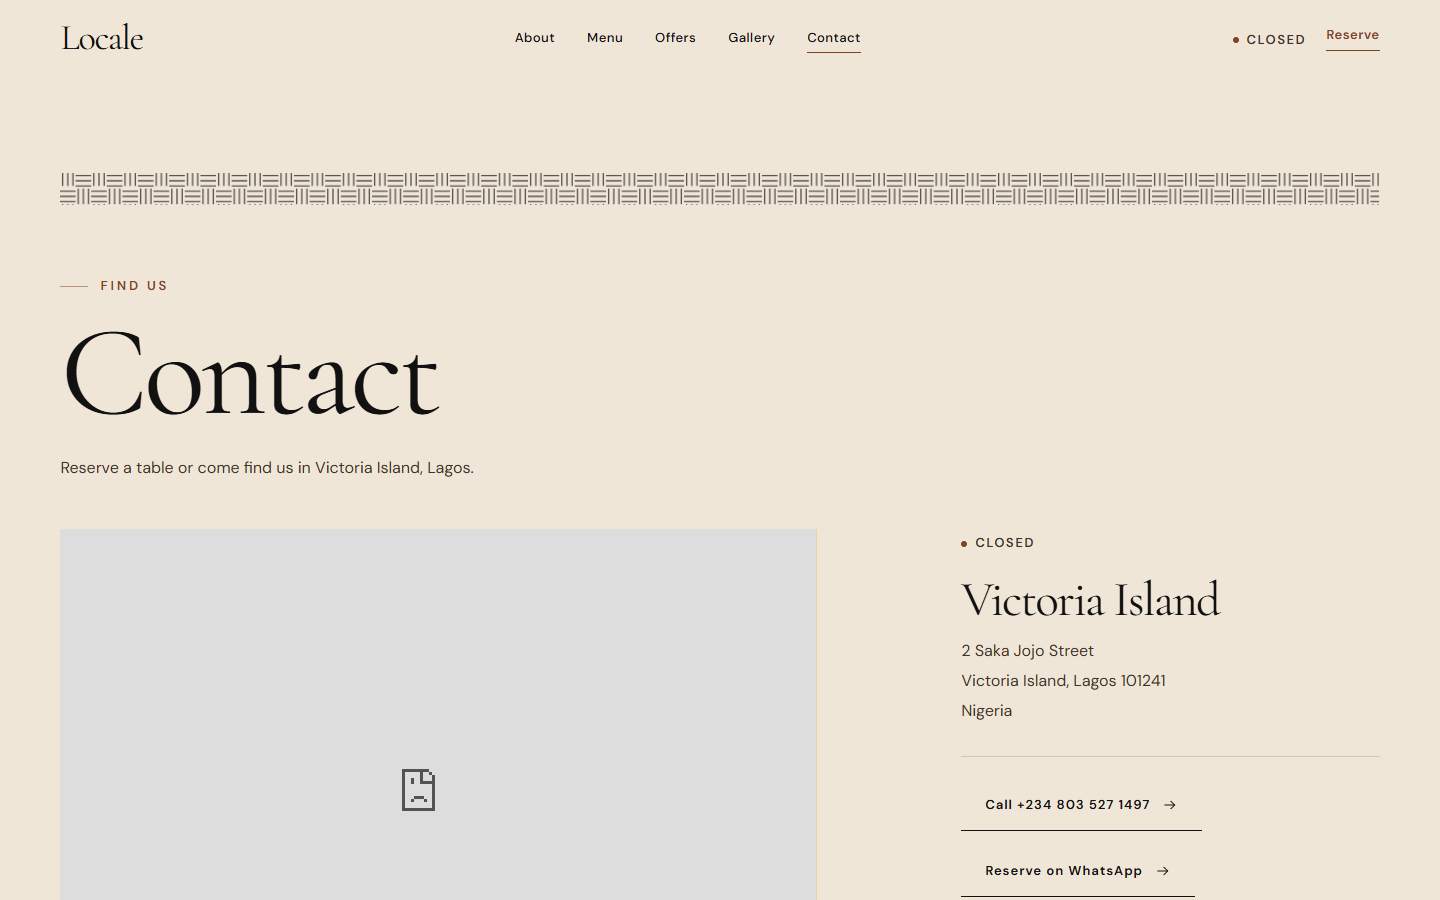 Locale
About
Menu
Offers
Gallery
Contact
CLOSED
Reserve
FIND US
Contact
Reserve a table or come find us in Victoria Island, Lagos.
CLOSED
Victoria Island
2 Saka Jojo Street
Victoria Island, Lagos 101241
Nigeria
Call +234 803 527 1497 →
Reserve on WhatsApp →